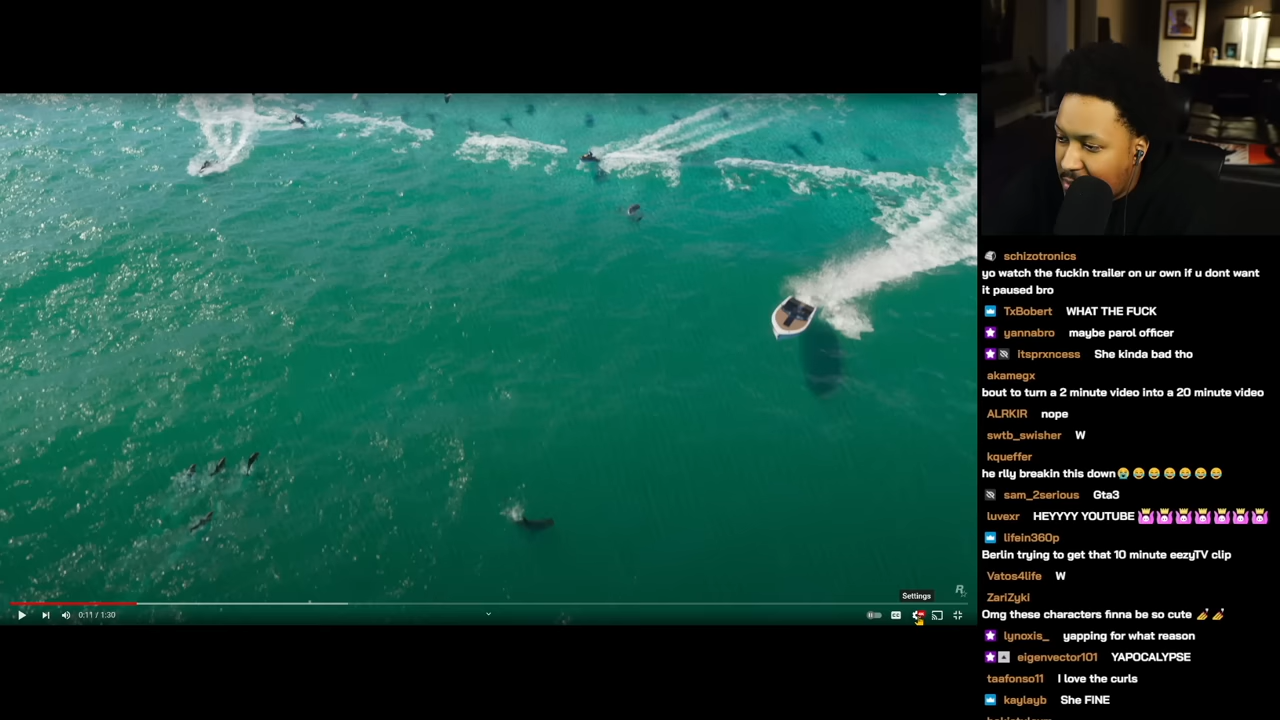 schizotronics
yo watch the fuckin trailer on ur own if u dont want
it paused bro
TxBobert WHAT THE FUCK
yannabro maybe parol officer
itsprxncess She kinda bad tho
akamegx
bout to turn a 2 minute video into a 20 minute video
ALRKIR nope
swtb_swisher W
kqueffer
he rlly breakin this down😭😂😂😂😂😂😂
sam_2serious Gta3
luvexr HEYYYY YOUTUBE
lifein360p
Berlin trying to get that 10 minute eezyTV clip
Vatos4life W
ZarlZyki
Omg these characters finna be so cute 💅💅
lynoxis_ yapping for what reason
eigenvector101 YAPOCALYPSE
taafonso11 I love the curls
kaylayb She FINE
R
Settings
0:11 / 1:30
CC